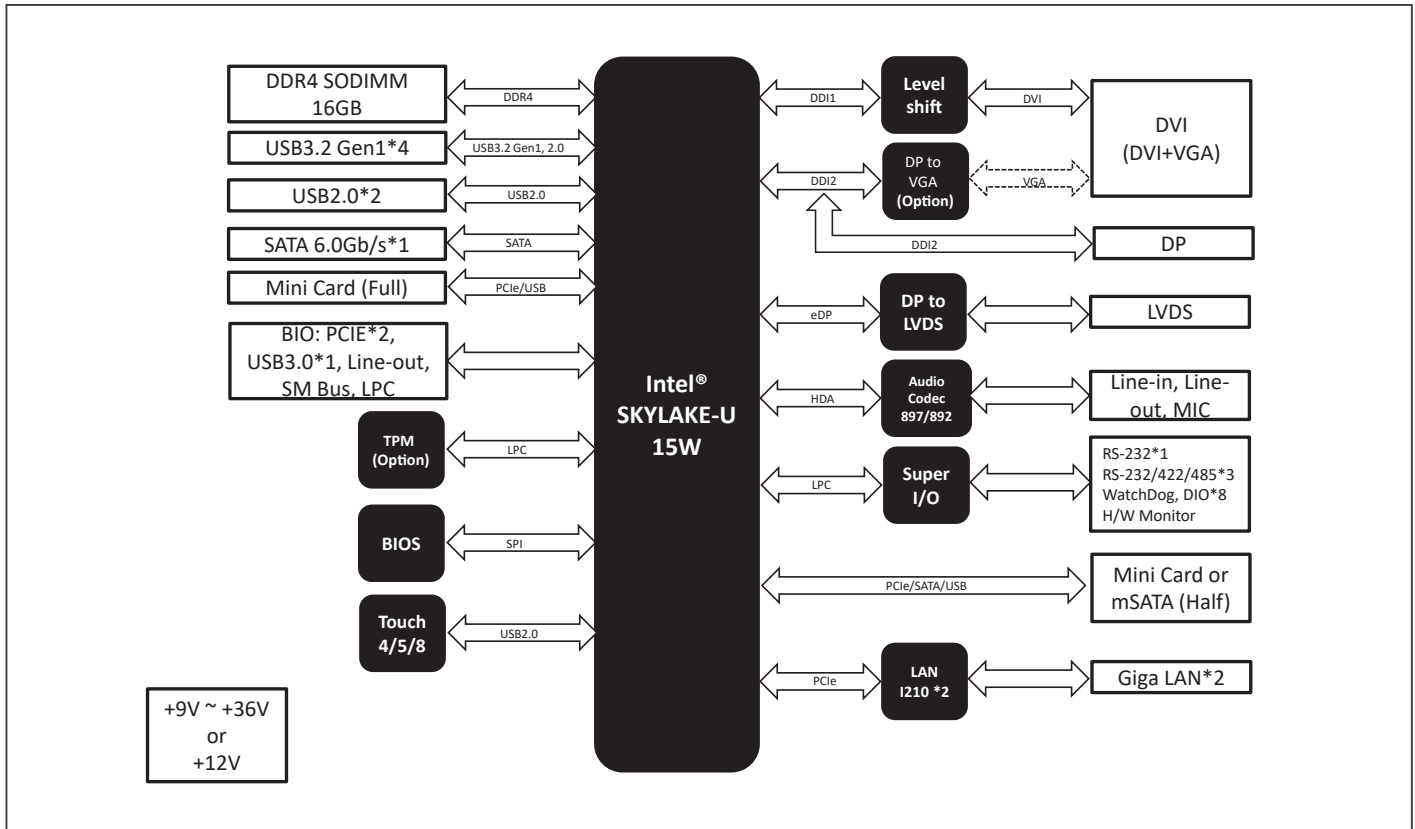 DDR4 SODIMM
16GB
DDR4
USB3.2 Gen1*4
USB3.2 Gen1, 2.0
USB2.0*2
USB2.0
SATA 6.0Gb/s*1
SATA
Mini Card (Full)
PCIe/USB
BIO: PCIE*2,
USB3.0*1, Line-out,
SM Bus, LPC
TPM
(Option)
LPC
BIOS
SPI
Touch
4/5/8
USB2.0
+9V ~ +36V
or
+12V
Intel®
SKYLAKE-U
15W
DDI1
Level
shift
DVI
DVI
(DVI+VGA)
DDI2
DP to
VGA
(Option)
VGA
DDI2
DP
eDP
DP to
LVDS
LVDS
HDA
Audio
Codec
897/892
Line-in, Line-
out, MIC
LPC
Super
I/O
RS-232*1
RS-232/422/485*3
WatchDog, DIO*8
H/W Monitor
PCIe/SATA/USB
Mini Card or
mSATA (Half)
PCIe
LAN
I210 *2
Giga LAN*2